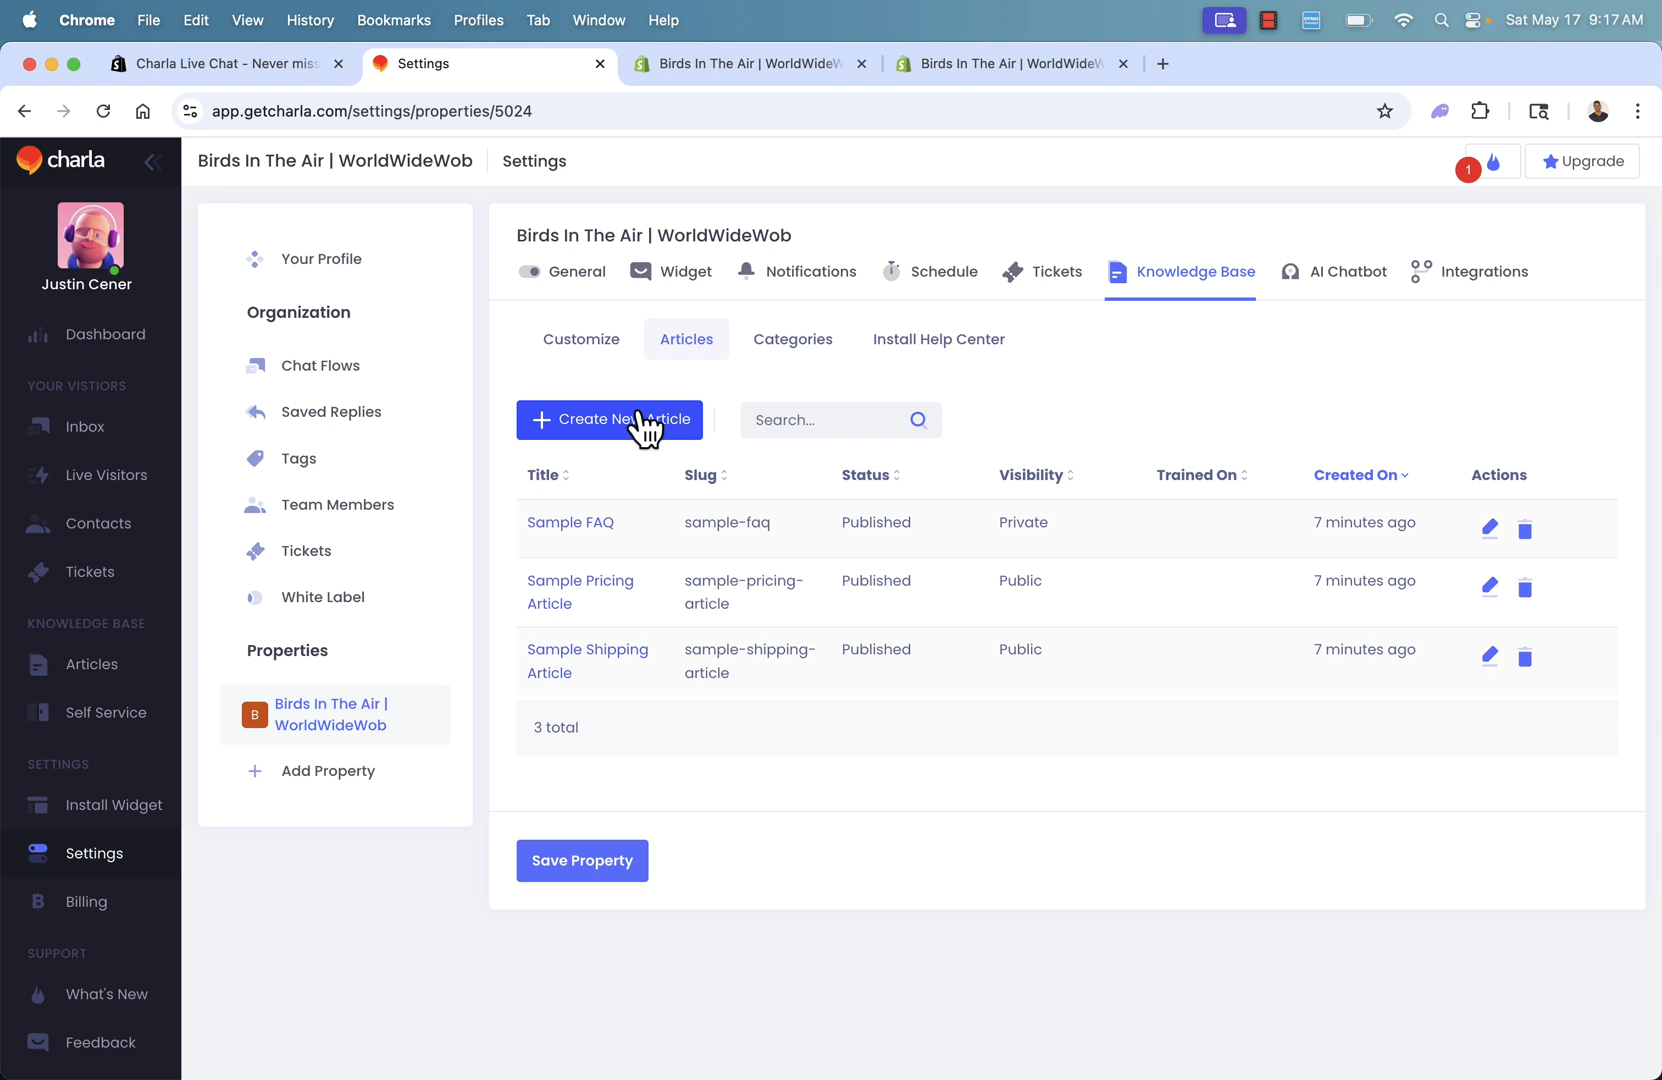 Chrome File Edit View History Bookmarks Profiles Tab Window Help Sat May 17 9:17 AM
Charla Live Chat - Never miss Settings Birds In The Air | WorldWideW Birds In The Air | WorldWideW
app.getcharla.com/settings/properties/5024
charla
Birds In The Air | WorldWideWob Settings 1 Upgrade
Justin Cener
Dashboard
YOUR VISTIORS
Inbox
Live Visitors
Contacts
Tickets
KNOWLEDGE BASE
Articles
Self Service
SETTINGS
Install Widget
Settings
Billing
SUPPORT
What's New
Feedback
Your Profile
Organization
Chat Flows
Saved Replies
Tags
Team Members
Tickets
White Label
Properties
B Birds In The Air |
WorldWideWob
Add Property
Birds In The Air | WorldWideWob
General Widget Notifications Schedule Tickets Knowledge Base AI Chatbot Integrations
Customize Articles Categories Install Help Center
Create New Article Search...
Title Slug Status Visibility Trained On Created On Actions
Sample FAQ sample-faq Published Private 7 minutes ago
Sample Pricing sample-pricing- Published Public 7 minutes ago
Article article
Sample Shipping sample-shipping- Published Public 7 minutes ago
Article article
3 total
Save Property